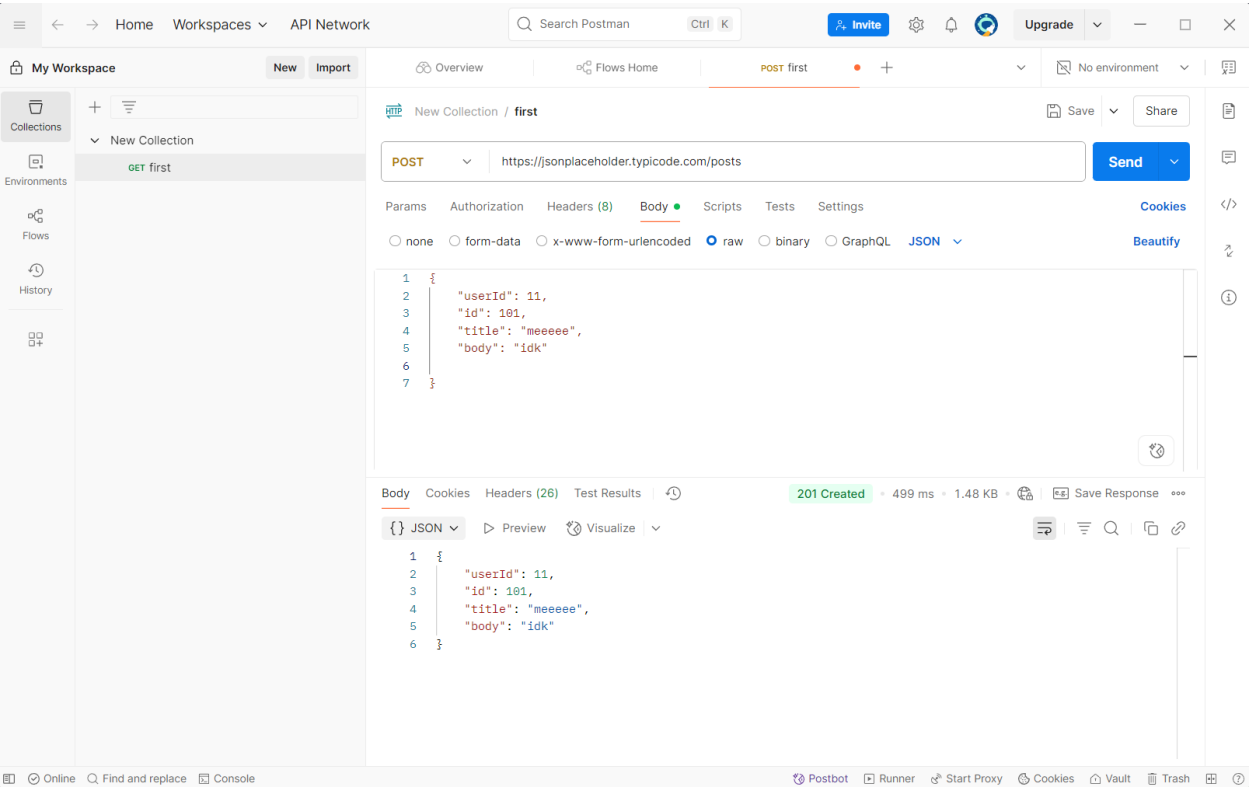 Home Workspaces API Network Search Postman Ctrl K Invite Upgrade
My Workspace New Import Overview Flows Home POST first No environment
Collections
New Collection
GET first
Environments
Flows
History
New Collection / first Save Share
POST https://jsonplaceholder.typicode.com/posts Send
Params Authorization Headers (8) Body Scripts Tests Settings Cookies
none form-data x-www-form-urlencoded raw binary GraphQL JSON Beautify
1 {
2 "userId": 11,
3 "id": 101,
4 "title": "meeeee",
5 "body": "idk"
6
7 }
Body Cookies Headers (26) Test Results 201 Created 499 ms 1.48 KB e.g. Save Response
{} JSON Preview Visualize
1 {
2 "userId": 11,
3 "id": 101,
4 "title": "meeeee",
5 "body": "idk"
6 }
Online Find and replace Console Postbot Runner Start Proxy Cookies Vault Trash